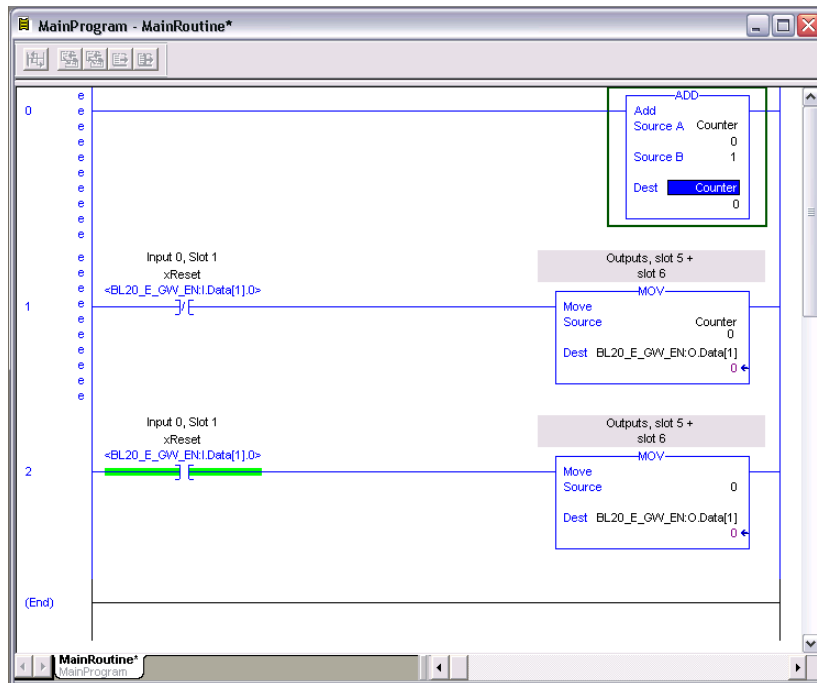 MainProgram - MainRoutine*
e
ADD
0 e
Add
e
Source A Counter
e
0
e
Source B 1
e
e
Dest Counter
e
0
e
e
e Input 0, Slot 1 Outputs, slot 5 +
e xReset slot 6
e <BL20_E_GW_EN:I.Data[1].0> MOV
1 e Move
e Source Counter
0
e
e Dest BL20_E_GW_EN:O.Data[1]
e 0
e
e
Input 0, Slot 1 Outputs, slot 5 +
xReset slot 6
<BL20_E_GW_EN:I.Data[1].0> MOV
2 Move
Source 0
Dest BL20_E_GW_EN:O.Data[1]
0
(End)
MainRoutine*
MainProgram